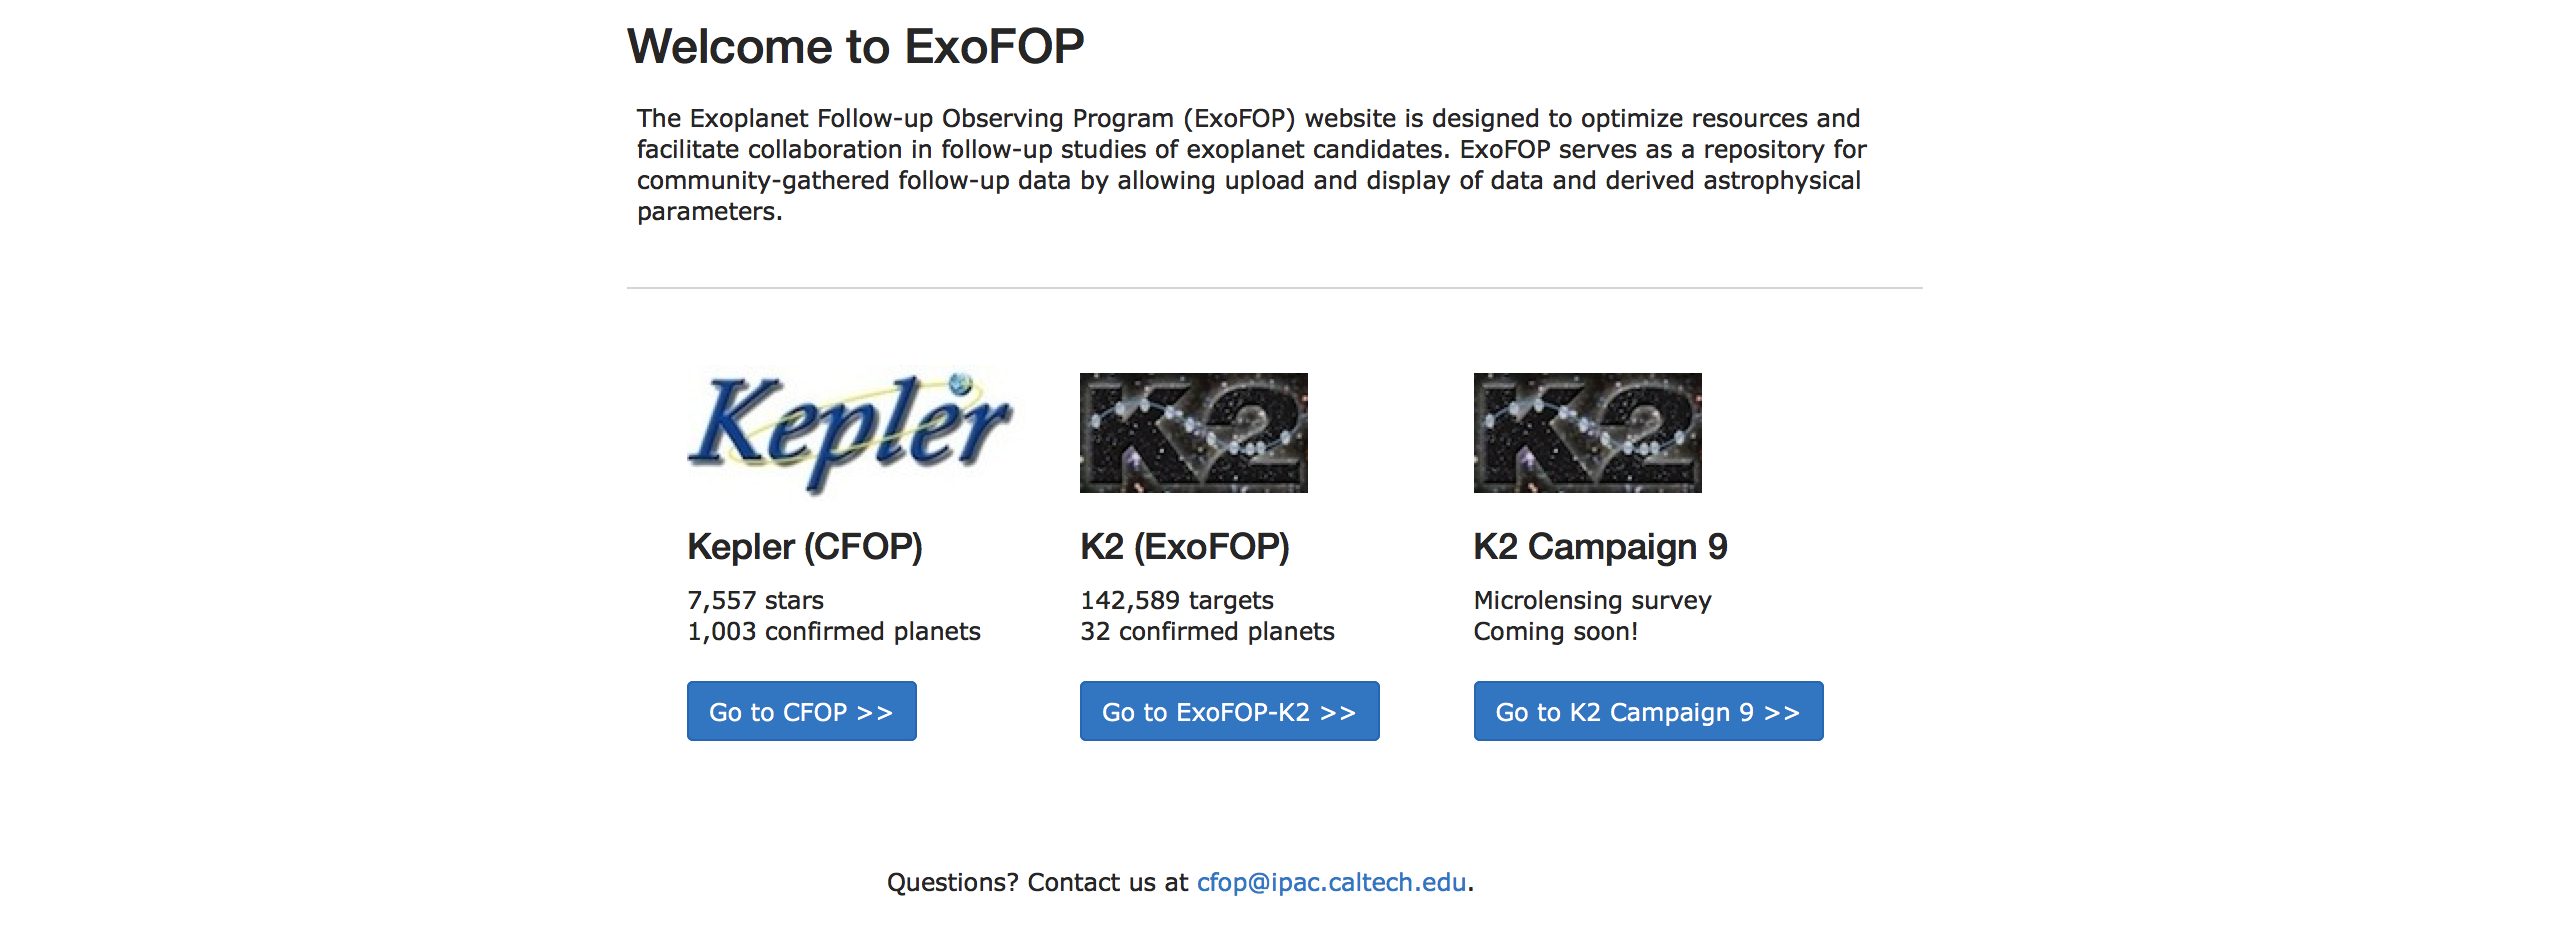 Welcome to ExoFOP
The Exoplanet Follow-up Observing Program (ExoFOP) website is designed to optimize resources and
facilitate collaboration in follow-up studies of exoplanet candidates. ExoFOP serves as a repository for
community-gathered follow-up data by allowing upload and display of data and derived astrophysical
parameters.
Kepler
Kepler (CFOP)
7,557 stars
1,003 confirmed planets
Go to CFOP >>
K2
K2 (ExoFOP)
142,589 targets
32 confirmed planets
Go to ExoFOP-K2 >>
K2
K2 Campaign 9
Microlensing survey
Coming soon!
Go to K2 Campaign 9 >>
Questions? Contact us at cfop@ipac.caltech.edu.